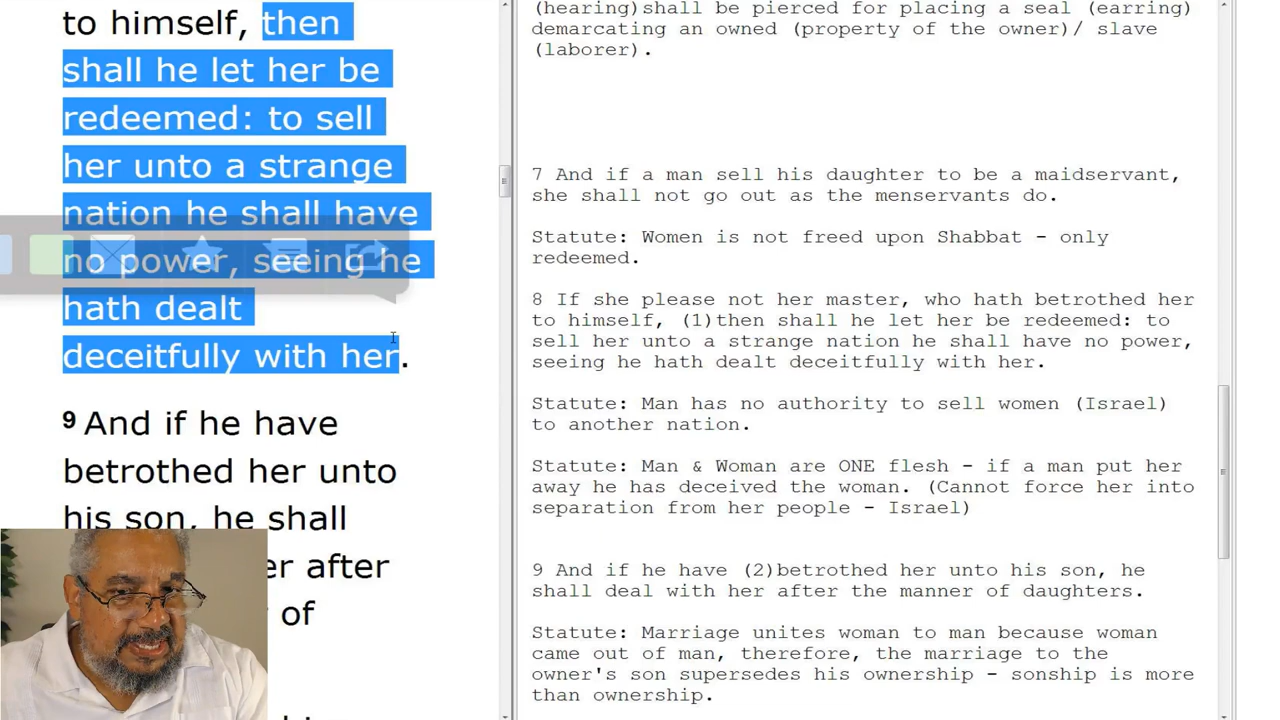 to himself, then
shall he let her be
redeemed: to sell
her unto a strange
nation he shall have
no power, seeing he
hath dealt
deceitfully with her.
9 And if he have
betrothed her unto
his son, he shall
er after
of
(hearing)shall be pierced for placing a seal (earring)
demarcating an owned (property of the owner)/ slave
(laborer).
7 And if a man sell his daughter to be a maidservant,
she shall not go out as the menservants do.
Statute: Women is not freed upon Shabbat - only
redeemed.
8 If she please not her master, who hath betrothed her
to himself, (1)then shall he let her be redeemed: to
sell her unto a strange nation he shall have no power,
seeing he hath dealt deceitfully with her.
Statute: Man has no authority to sell women (Israel)
to another nation.
Statute: Man & Woman are ONE flesh - if a man put her
away he has deceived the woman. (Cannot force her into
separation from her people - Israel)
9 And if he have (2)betrothed her unto his son, he
shall deal with her after the manner of daughters.
Statute: Marriage unites woman to man because woman
came out of man, therefore, the marriage to the
owner's son supersedes his ownership - sonship is more
than ownership.